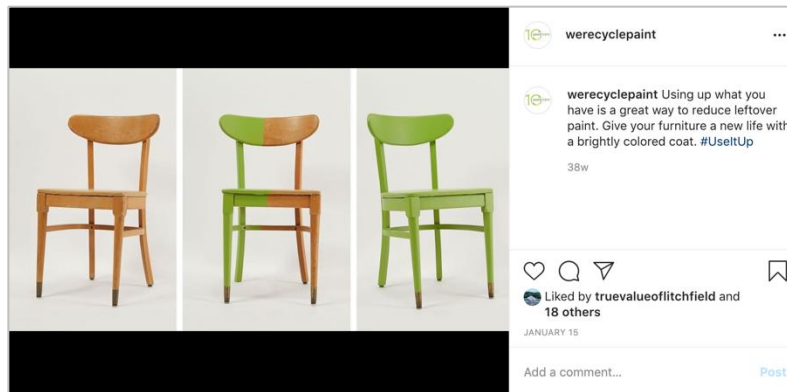 werecyclepaint
werecyclepaint Using up what you
have is a great way to reduce leftover
paint. Give your furniture a new life with
a brightly colored coat. #UseItUp
38w
Liked by truevalueoflitchfield and
18 others
JANUARY 15
Add a comment...
Post